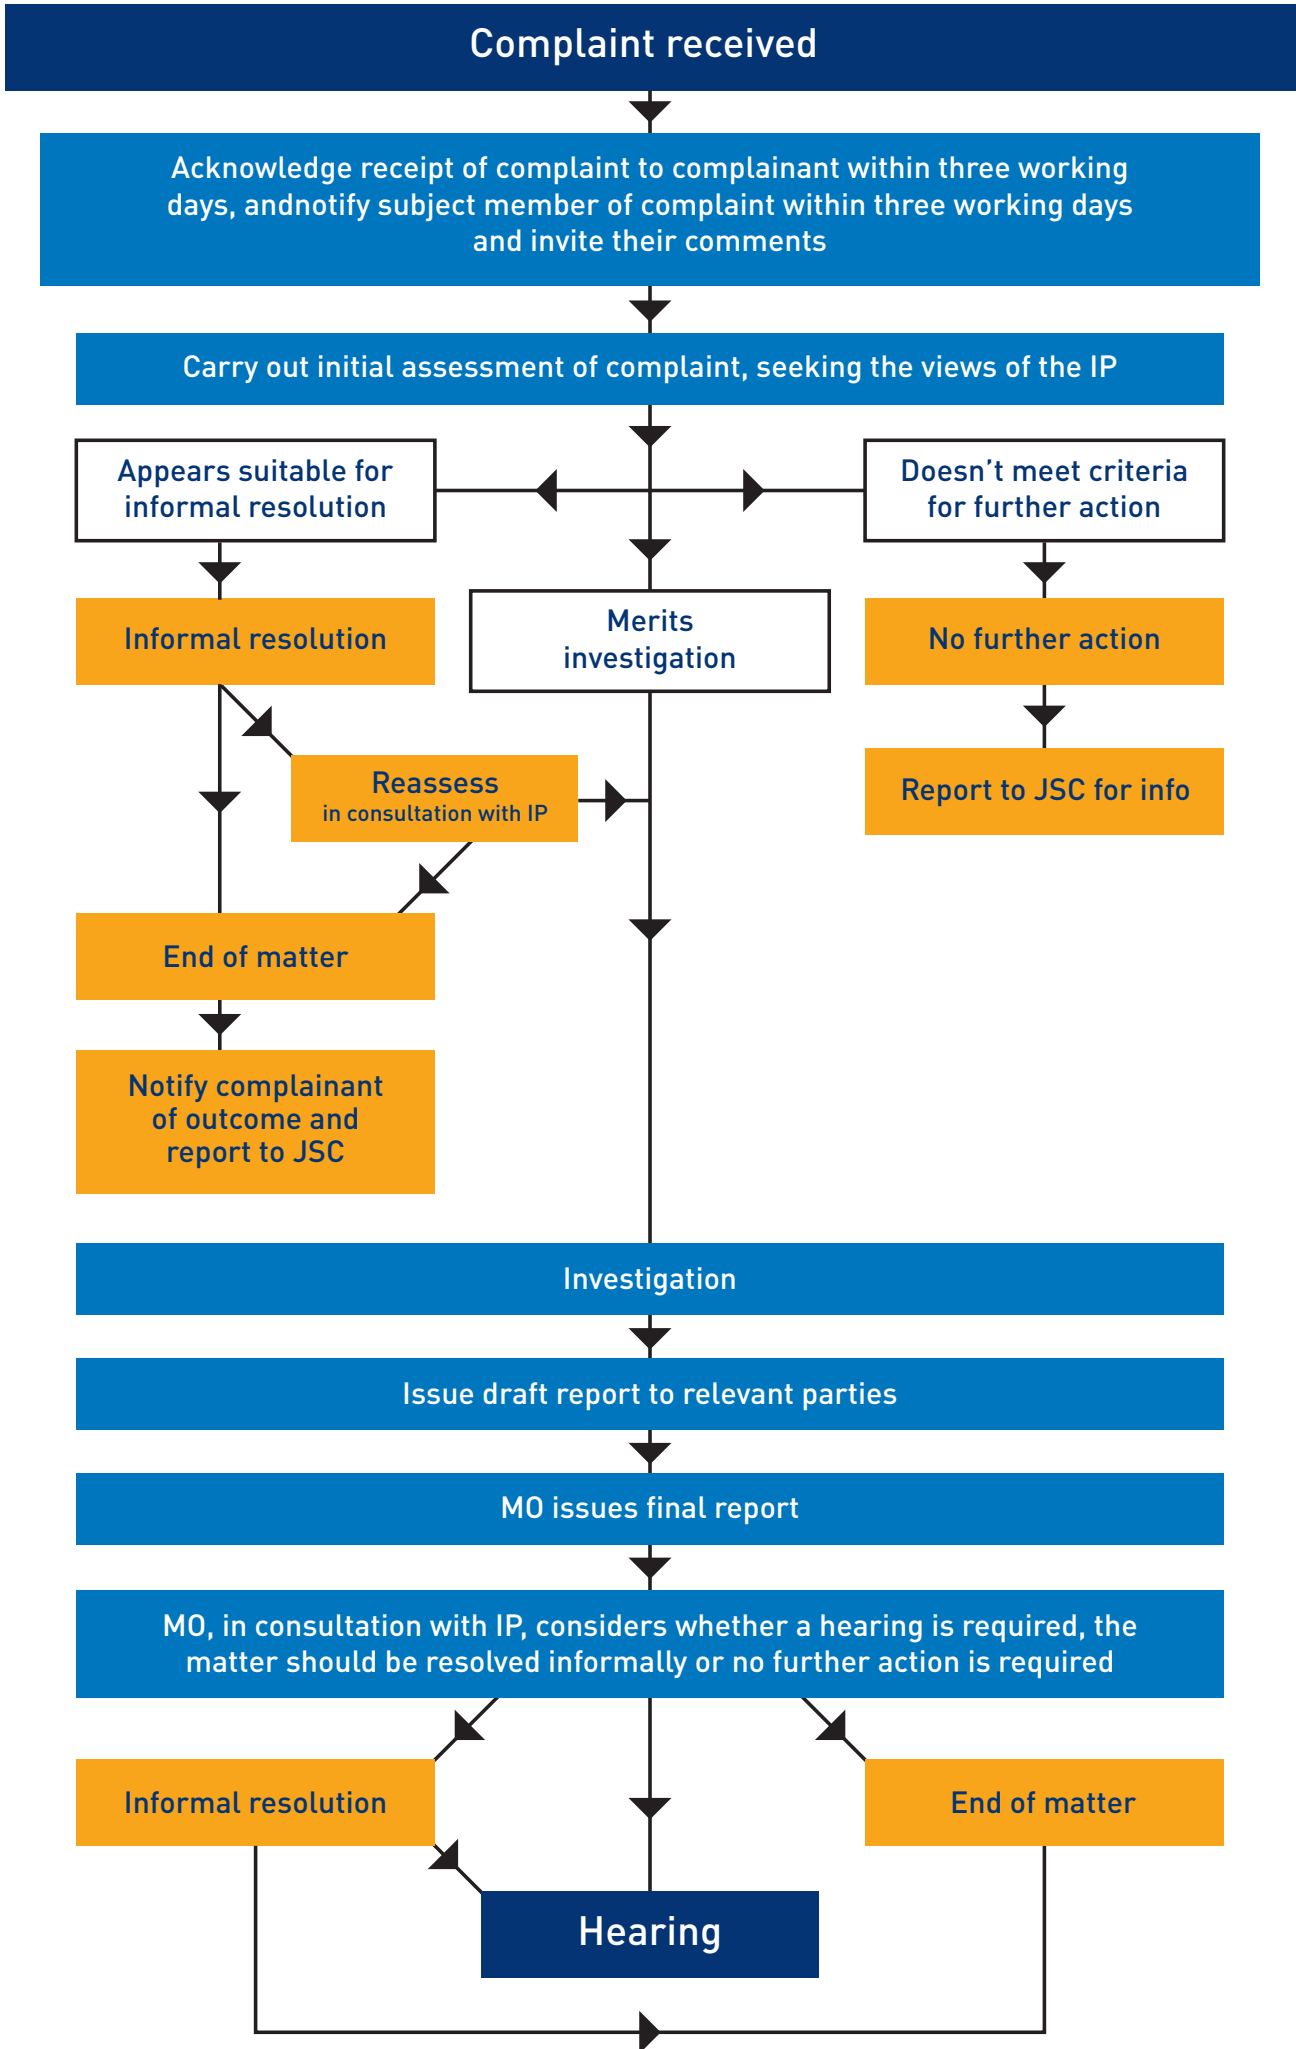 Complaint received
Acknowledge receipt of complaint to complainant within three working
days, andnotify subject member of complaint within three working days
and invite their comments
Carry out initial assessment of complaint, seeking the views of the IP
Appears suitable for
informal resolution
Doesn’t meet criteria
for further action
Informal resolution
Merits
investigation
No further action
Reassess
in consultation with IP
Report to JSC for info
End of matter
Notify complainant
of outcome and
report to JSC
Investigation
Issue draft report to relevant parties
MO issues final report
MO, in consultation with IP, considers whether a hearing is required, the
matter should be resolved informally or no further action is required
Informal resolution
End of matter
Hearing